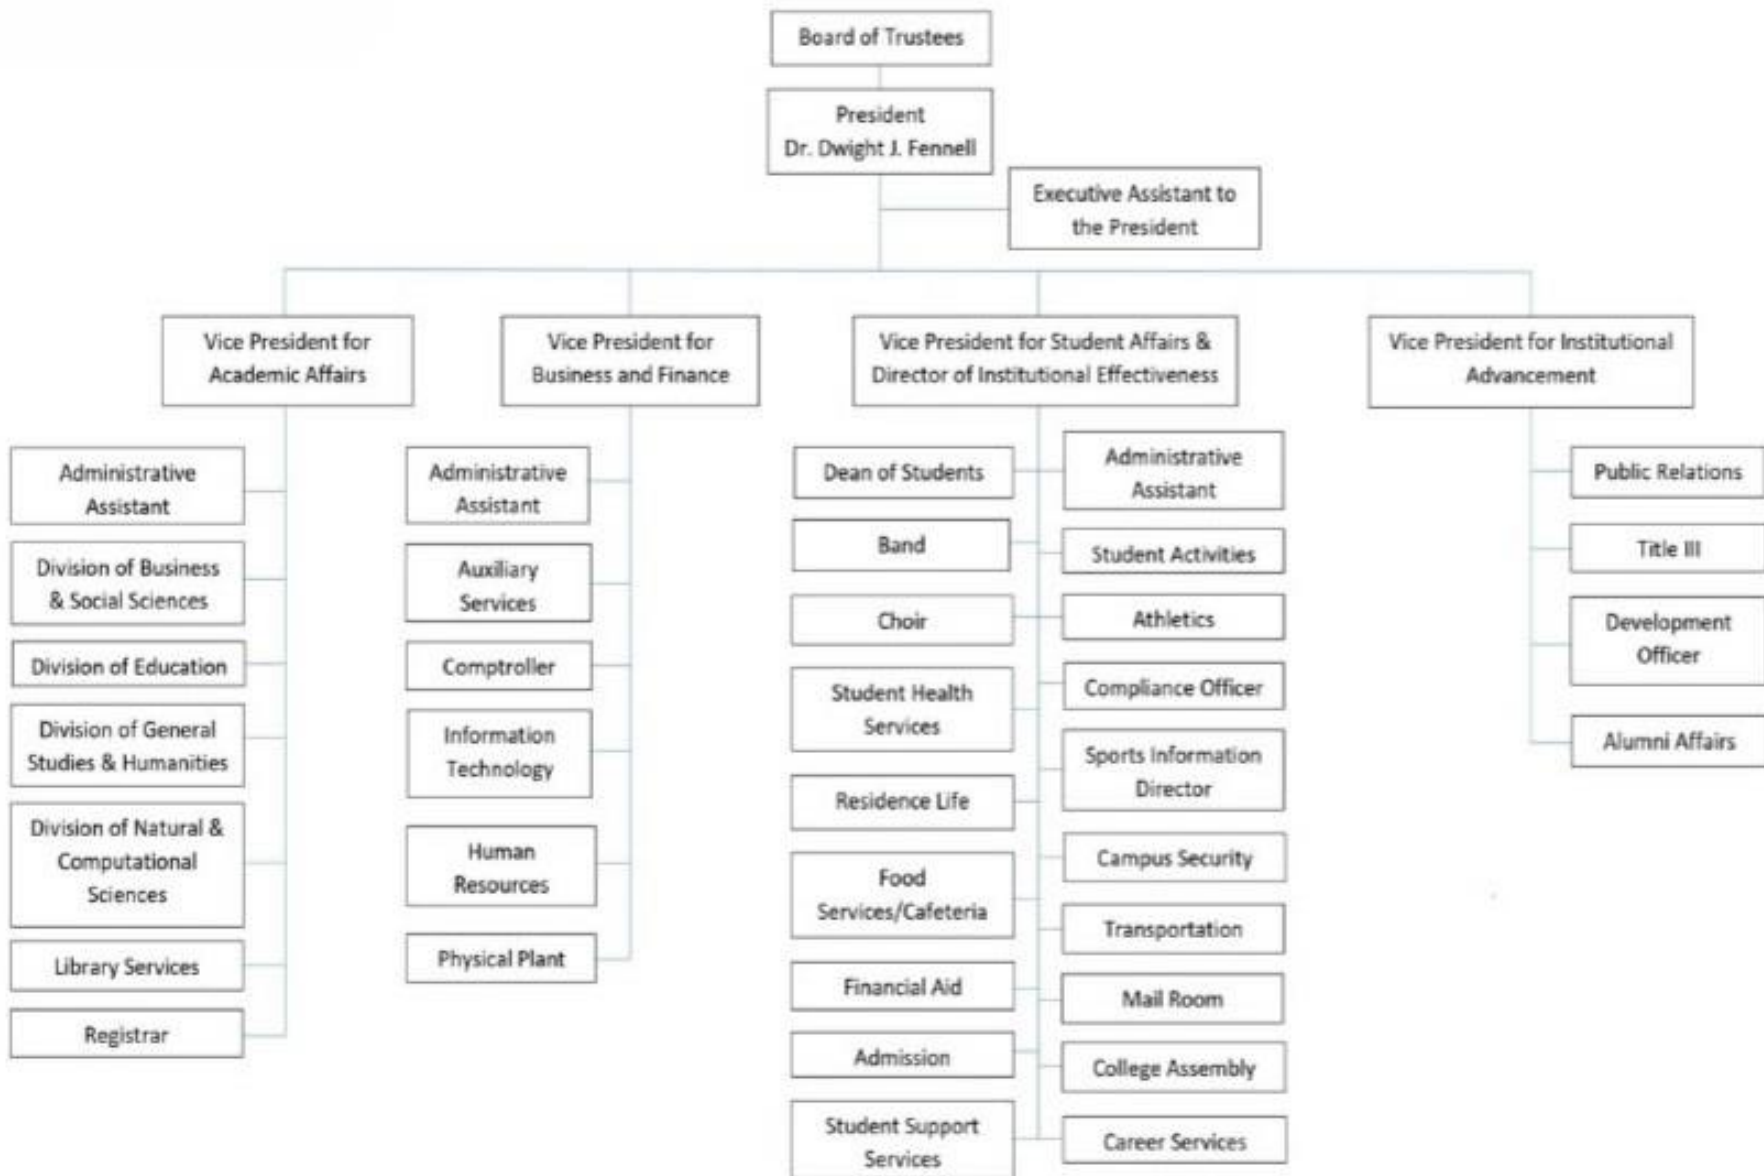 Board of Trustees
President
Dr. Dwight J. Fennell
Executive Assistant to
the President
Vice President for
Academic Affairs
Vice President for
Business and Finance
Vice President for Student Affairs &
Director of Institutional Effectiveness
Vice President for Institutional
Advancement
Administrative
Assistant
Division of Business
& Social Sciences
Division of Education
Division of General
Studies & Humanities
Division of Natural &
Computational
Sciences
Library Services
Registrar
Administrative
Assistant
Auxiliary
Services
Comptroller
Information
Technology
Human
Resources
Physical Plant
Dean of Students
Band
Choir
Student Health
Services
Residence Life
Food
Services/Cafeteria
Financial Aid
Admission
Student Support
Services
Administrative
Assistant
Student Activities
Athletics
Compliance Officer
Sports Information
Director
Campus Security
Transportation
Mail Room
College Assembly
Career Services
Public Relations
Title III
Development
Officer
Alumni Affairs